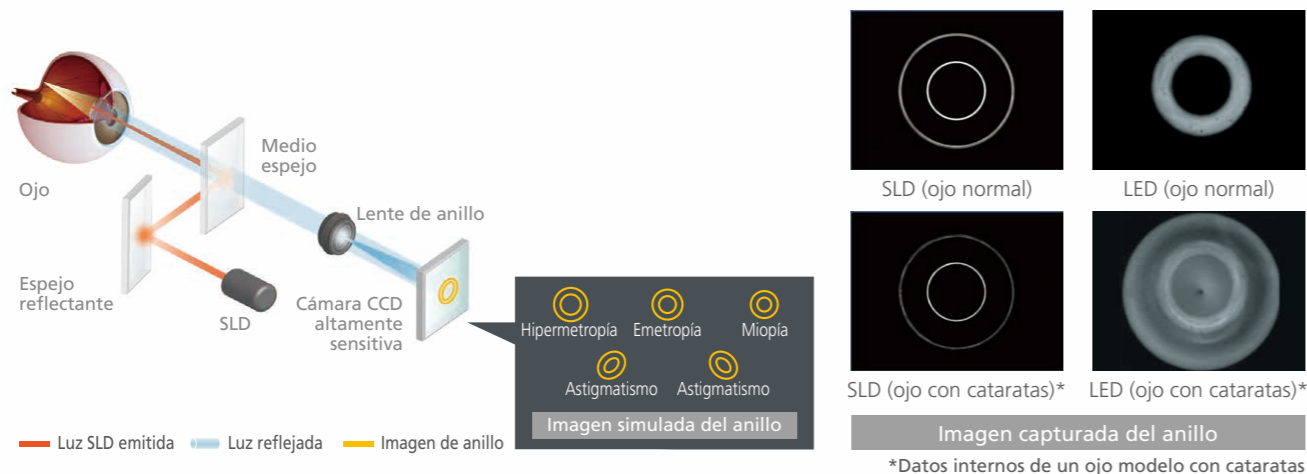 Ojo
Medio
espejo
Lente de anillo
Espejo
reflectante
SLD
Cámara CCD
altamente
sensitiva
Hipermetropía
Emetropía
Miopía
Astigmatismo
Astigmatismo
Imagen simulada del anillo
Luz SLD emitida
Luz reflejada
Imagen de anillo
SLD (ojo normal)
LED (ojo normal)
SLD (ojo con cataratas)*
LED (ojo con cataratas)*
Imagen capturada del anillo
*Datos internos de un ojo modelo con cataratas